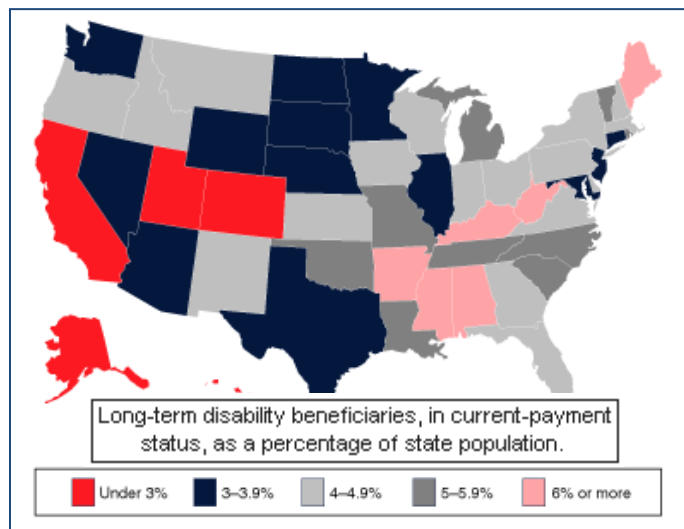 Long-term disability beneficiaries, in current-payment
status, as a percentage of state population.
Under 3% 3–3.9% 4–4.9% 5–5.9% 6% or more